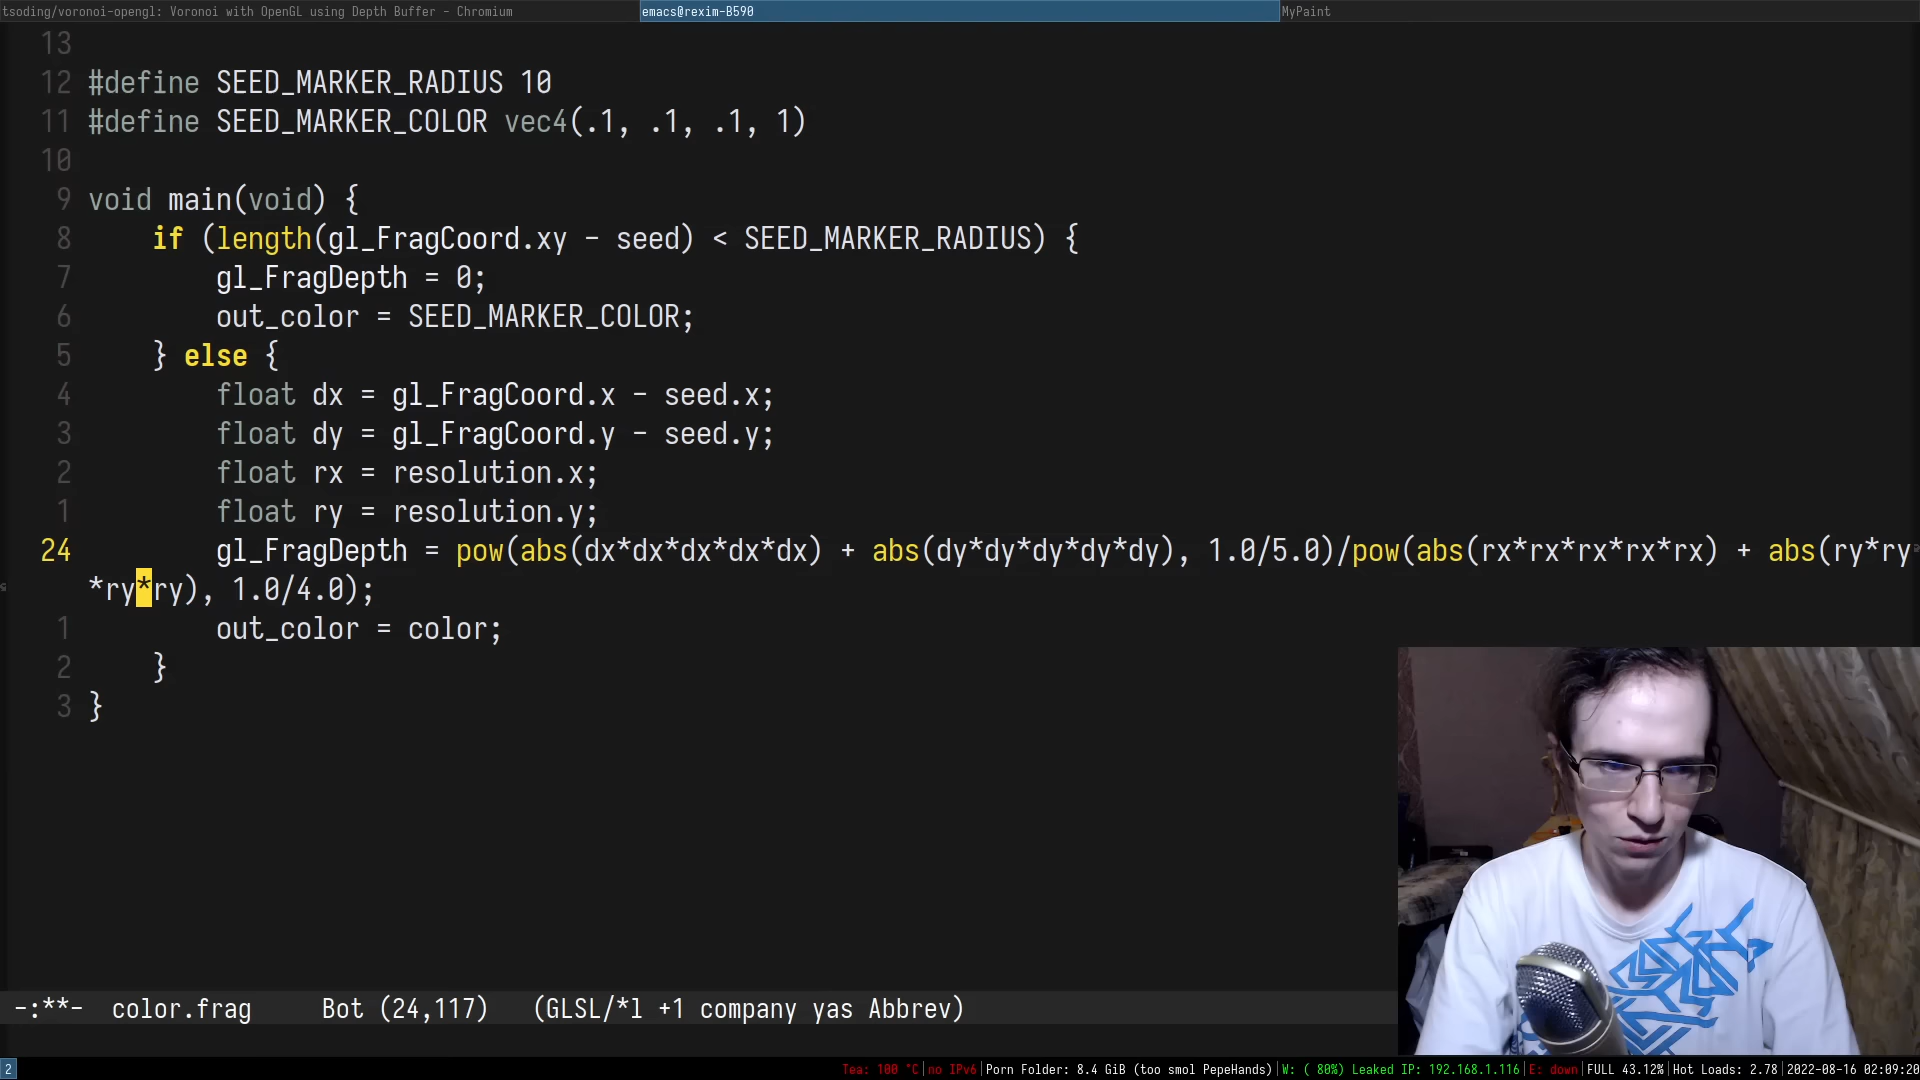 tsoding/voronoi-opengl: Voronoi with OpenGL using Depth Buffer - Chromium
emacs@rexim-B590
MyPaint
13
12 #define SEED_MARKER_RADIUS 10
11 #define SEED_MARKER_COLOR vec4(.1, .1, .1, 1)
10
9 void main(void) {
8 if (length(gl_FragCoord.xy - seed) < SEED_MARKER_RADIUS) {
7 gl_FragDepth = 0;
6 out_color = SEED_MARKER_COLOR;
5 } else {
4 float dx = gl_FragCoord.x - seed.x;
3 float dy = gl_FragCoord.y - seed.y;
2 float rx = resolution.x;
1 float ry = resolution.y;
24 gl_FragDepth = pow(abs(dx*dx*dx*dx*dx) + abs(dy*dy*dy*dy*dy), 1.0/5.0)/pow(abs(rx*rx*rx*rx*rx) + abs(ry*ry
*ry*ry), 1.0/4.0);
1 out_color = color;
2 }
3 }
-:**- color.frag Bot (24,117) (GLSL/*l +1 company yas Abbrev)
2
Tea: 100 °C|no IPv6|Porn Folder: 8.4 GiB (too smol PepeHands)|W: ( 80%) Leaked IP: 192.168.1.116|E: down|FULL 43.12%|Hot Loads: 2.78|2022-08-16 02:09:20